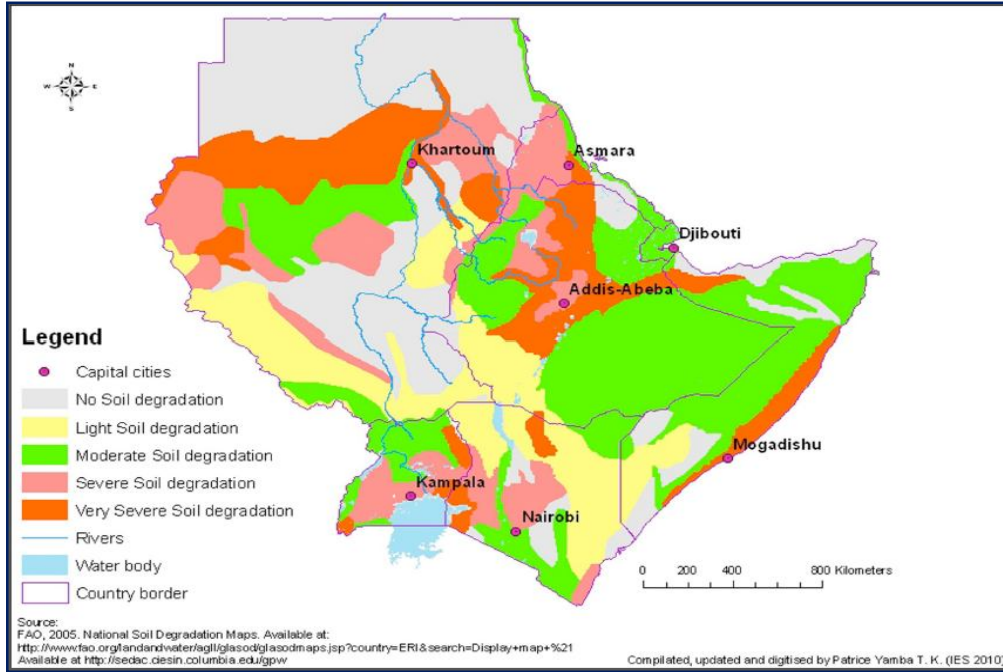 N
W E
S
Khartoum
Asmara
Djibouti
Addis-Abeba
Mogadishu
Kampala
Nairobi
Legend
Capital cities
No Soil degradation
Light Soil degradation
Moderate Soil degradation
Severe Soil degradation
Very Severe Soil degradation
Rivers
Water body
Country border
0 200 400 800 Kilometers
Source:
FAO, 2005. National Soil Degradation Maps. Available at:
http://www.fao.org/landandwater/agll/glasod/glasodmaps.jsp?country=ERI&search=Display+map+%21
Available at http://sedac.ciesin.columbia.edu/gpw
Compilated, updated and digitised by Patrice Yamba T. K. (IES 2010)